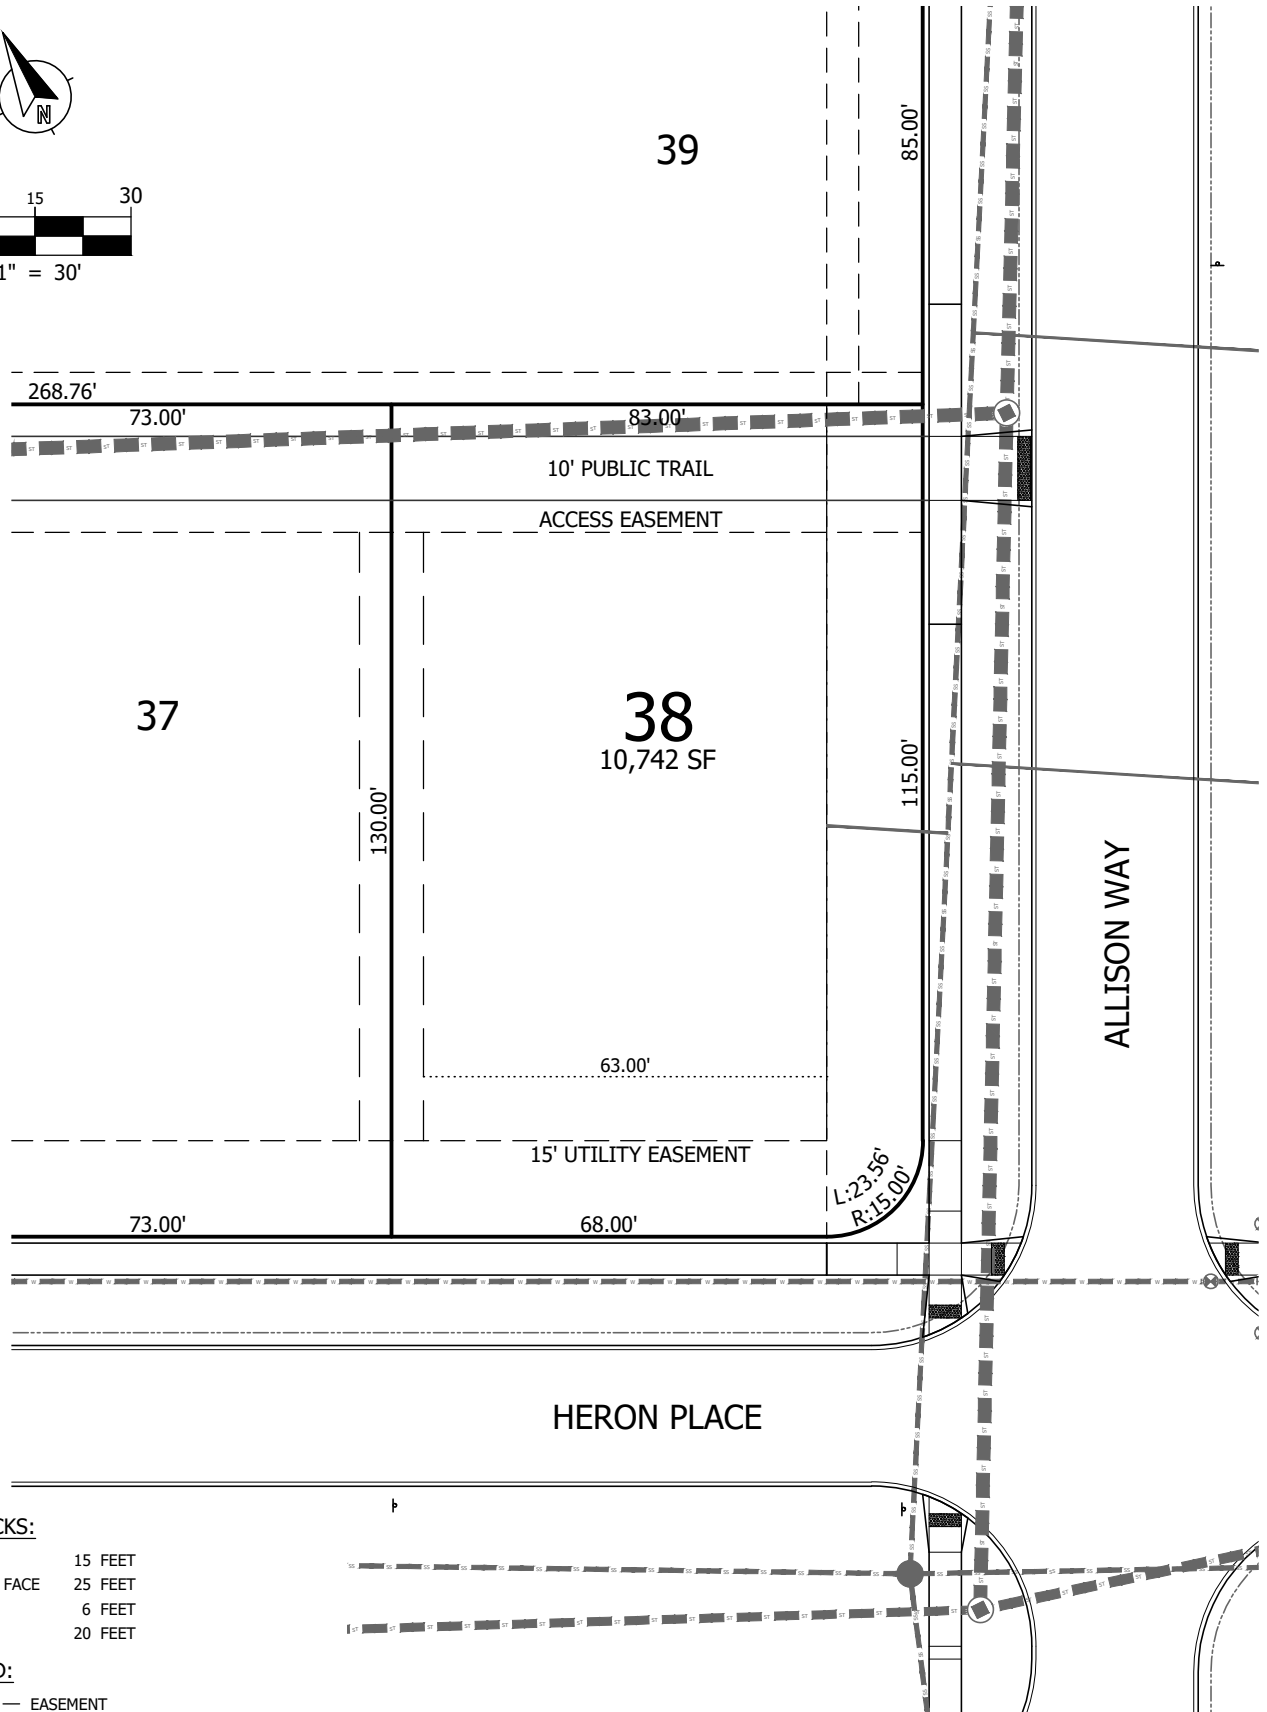 N
39
85.00'
15 30
1" = 30'
268.76'
73.00' 83.00'
10' PUBLIC TRAIL
ACCESS EASEMENT
37
38
10,742 SF
130.00'
115.00'
ALLISON WAY
63.00'
15' UTILITY EASEMENT
L:23.56'
R:15.00'
73.00' 68.00'
HERON PLACE
CKS:
15 FEET
FACE 25 FEET
6 FEET
20 FEET
D:
EASEMENT